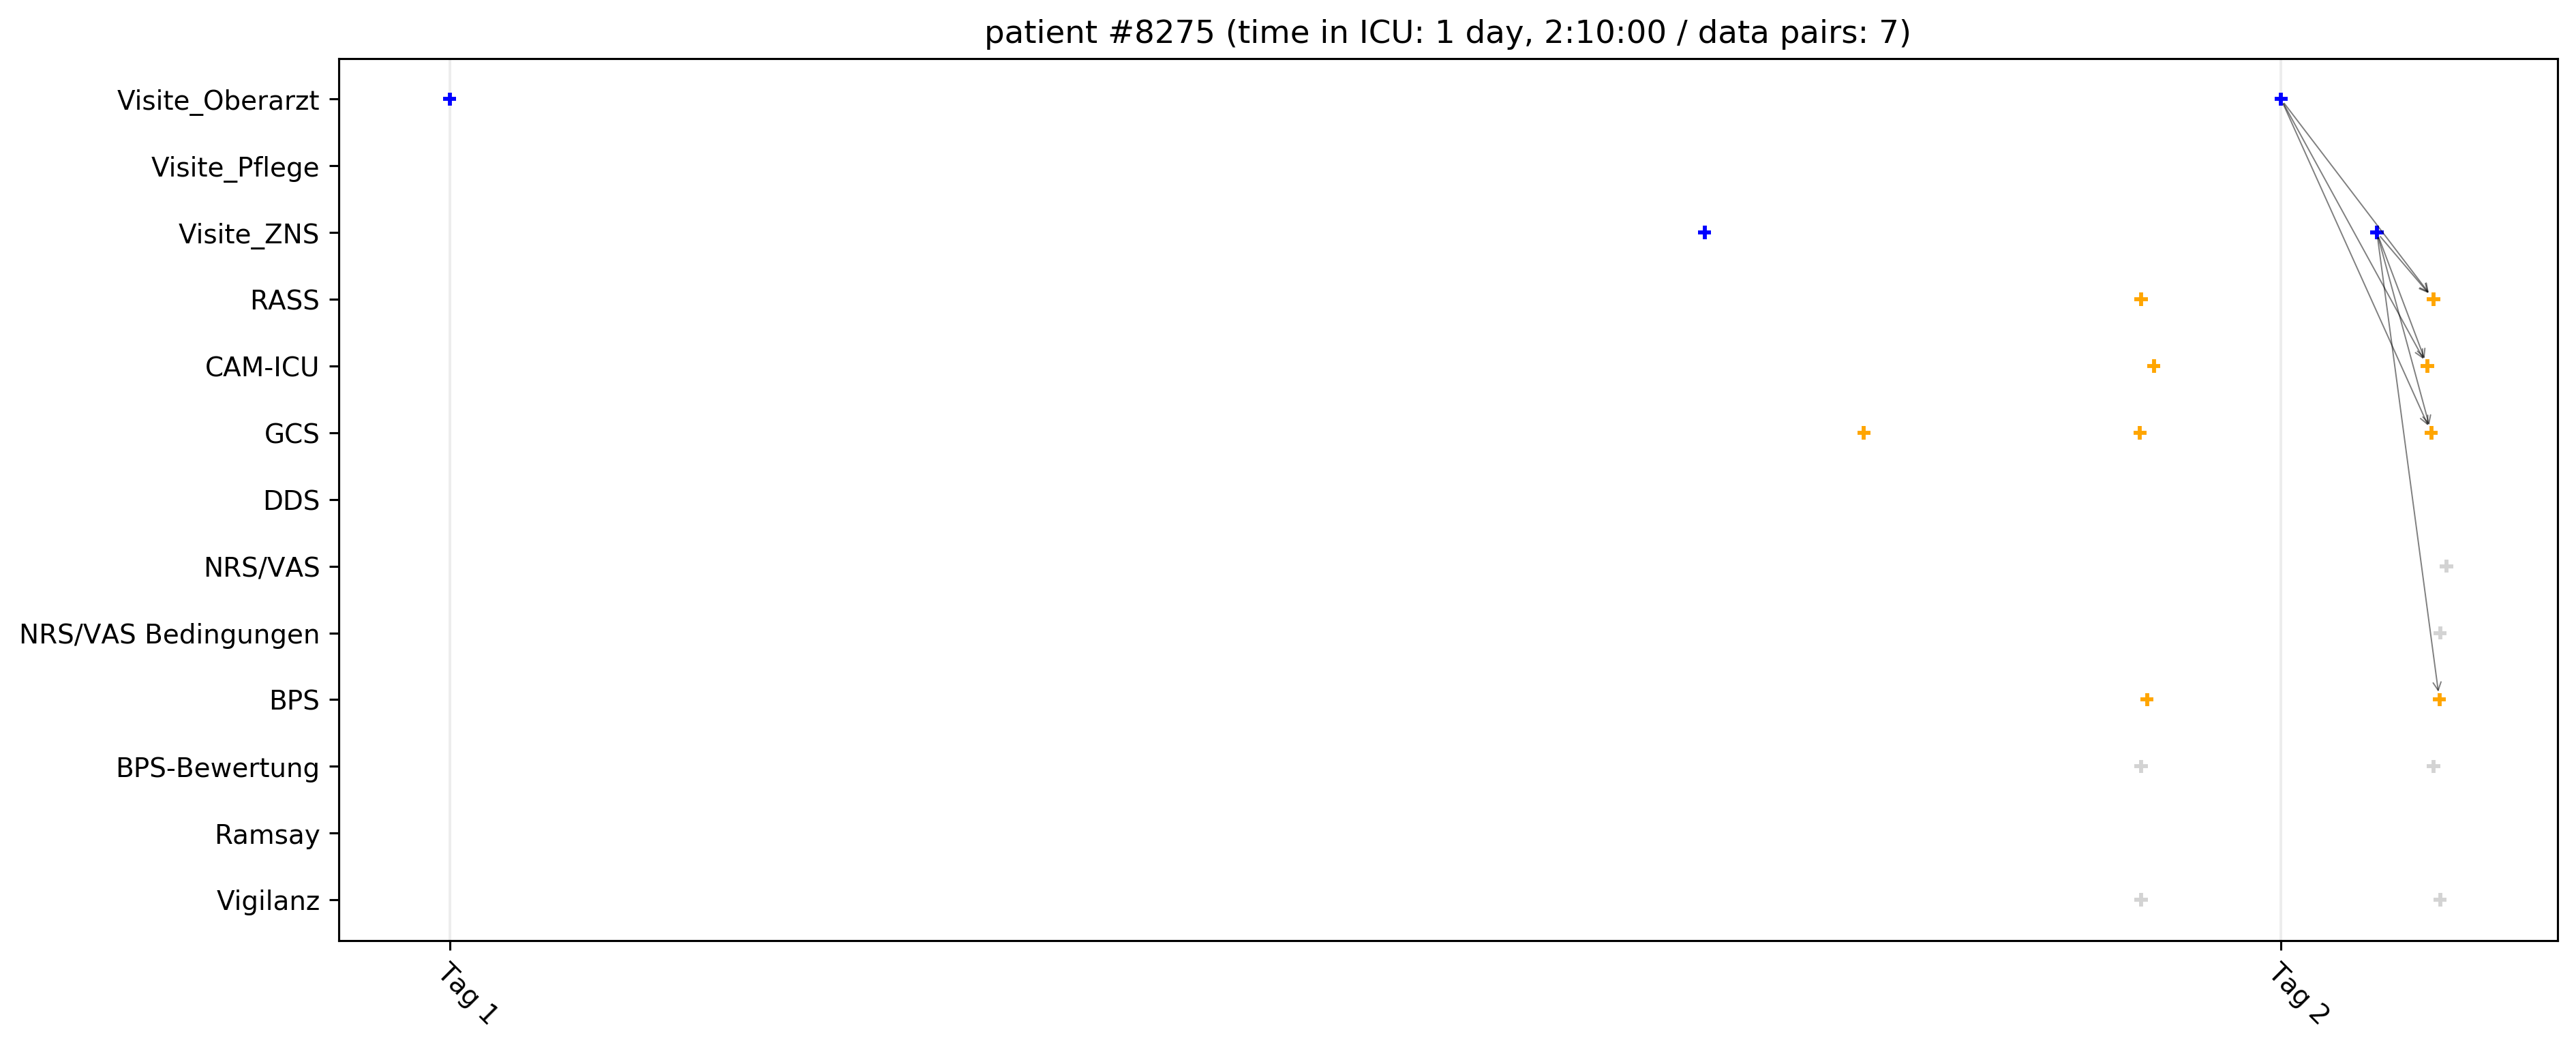 patient #8275 (time in ICU: 1 day, 2:10:00 / data pairs: 7)
Visite_Oberarzt
Visite_Pflege
Visite_ZNS
RASS
CAM-ICU
GCS
DDS
NRS/VAS
NRS/VAS Bedingungen
BPS
BPS-Bewertung
Ramsay
Vigilanz
Tag 1
Tag 2